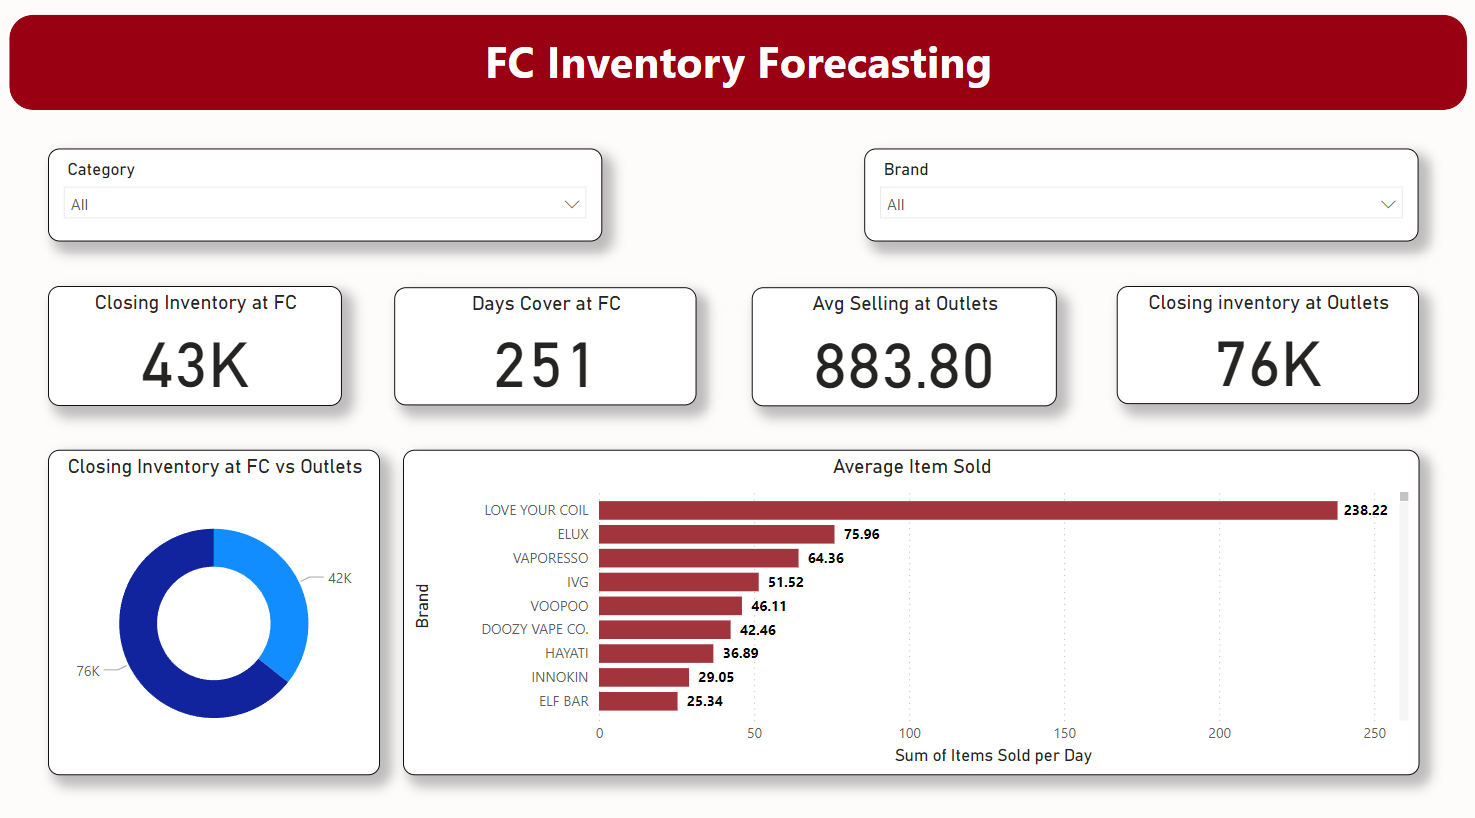 FC Inventory Forecasting
Category
All
Brand
All
Closing Inventory at FC
43K
Days Cover at FC
251
Avg Selling at Outlets
883.80
Closing inventory at Outlets
76K
Closing Inventory at FC vs Outlets
42K
76K
Average Item Sold
Brand
LOVE YOUR COIL 238.22
ELUX 75.96
VAPORESSO 64.36
IVG 51.52
VOOPOO 46.11
DOOZY VAPE CO. 42.46
HAYATI 36.89
INNOKIN 29.05
ELF BAR 25.34
0 50 100 150 200 250
Sum of Items Sold per Day